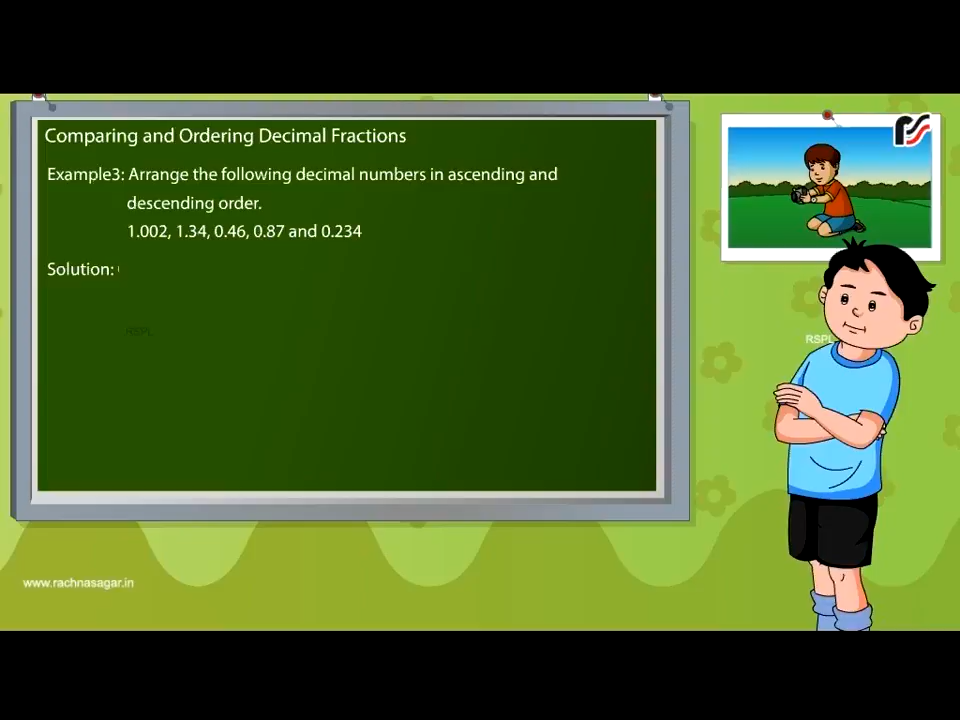 Comparing and Ordering Decimal Fractions
Example3: Arrange the following decimal numbers in ascending and
descending order.
1.002, 1.34, 0.46, 0.87 and 0.234
Solution:
RSPL
RSPL
www.rachnasagar.in